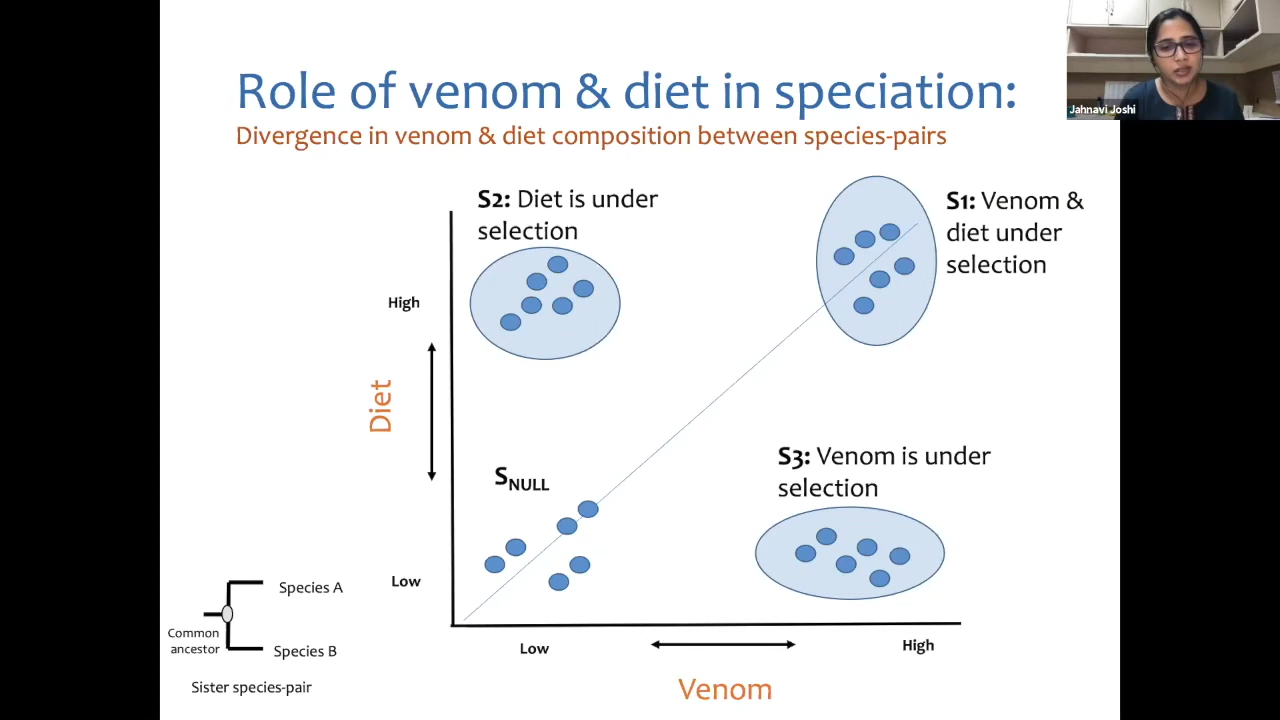 Role of venom & diet in speciation:
Divergence in venom & diet composition between species-pairs
Jahnavi Joshi
S2: Diet is under
selection
S1: Venom &
diet under
selection
High
Diet
SNULL
S3: Venom is under
selection
Low
Species A
Common
ancestor
Species B
Sister species-pair
Low
High
Venom